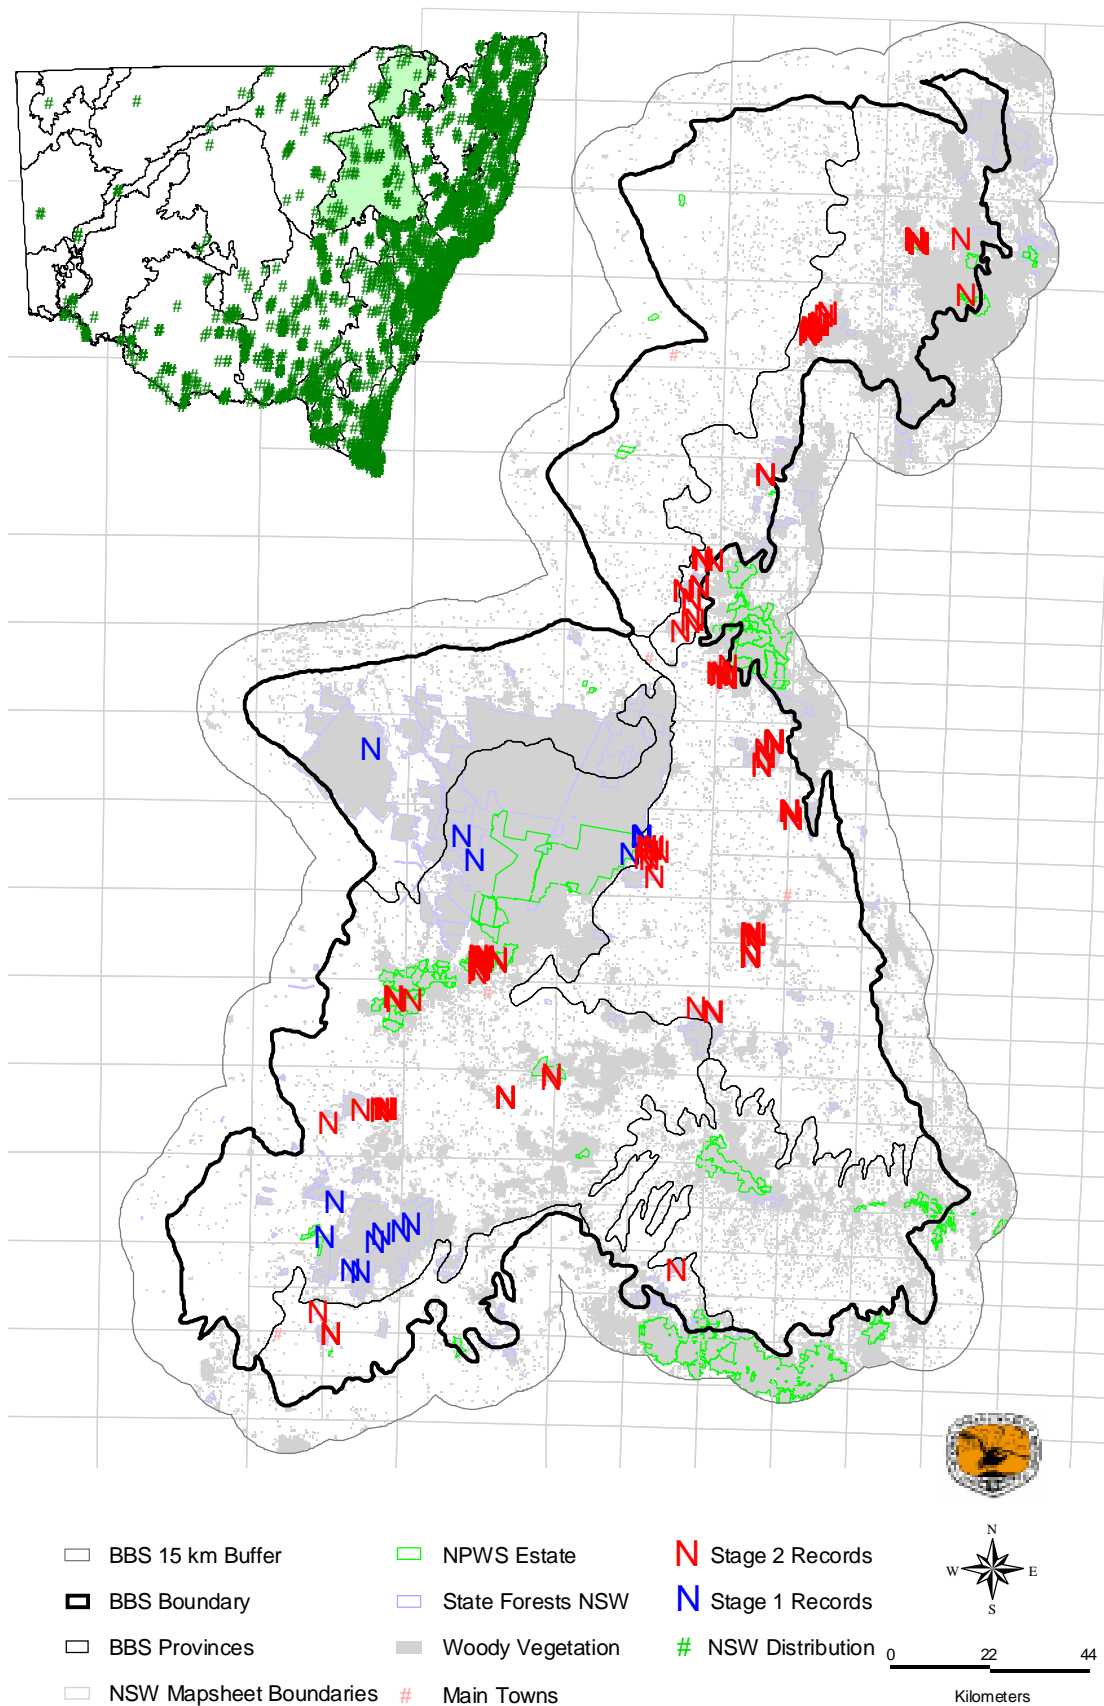 BBS 15 km Buffer
BBS Boundary
BBS Provinces
NSW Mapsheet Boundaries
NPWS Estate
State Forests NSW
Woody Vegetation
# Main Towns
N Stage 2 Records
N Stage 1 Records
# NSW Distribution
N
W E
S
0 22 44
Kilometers